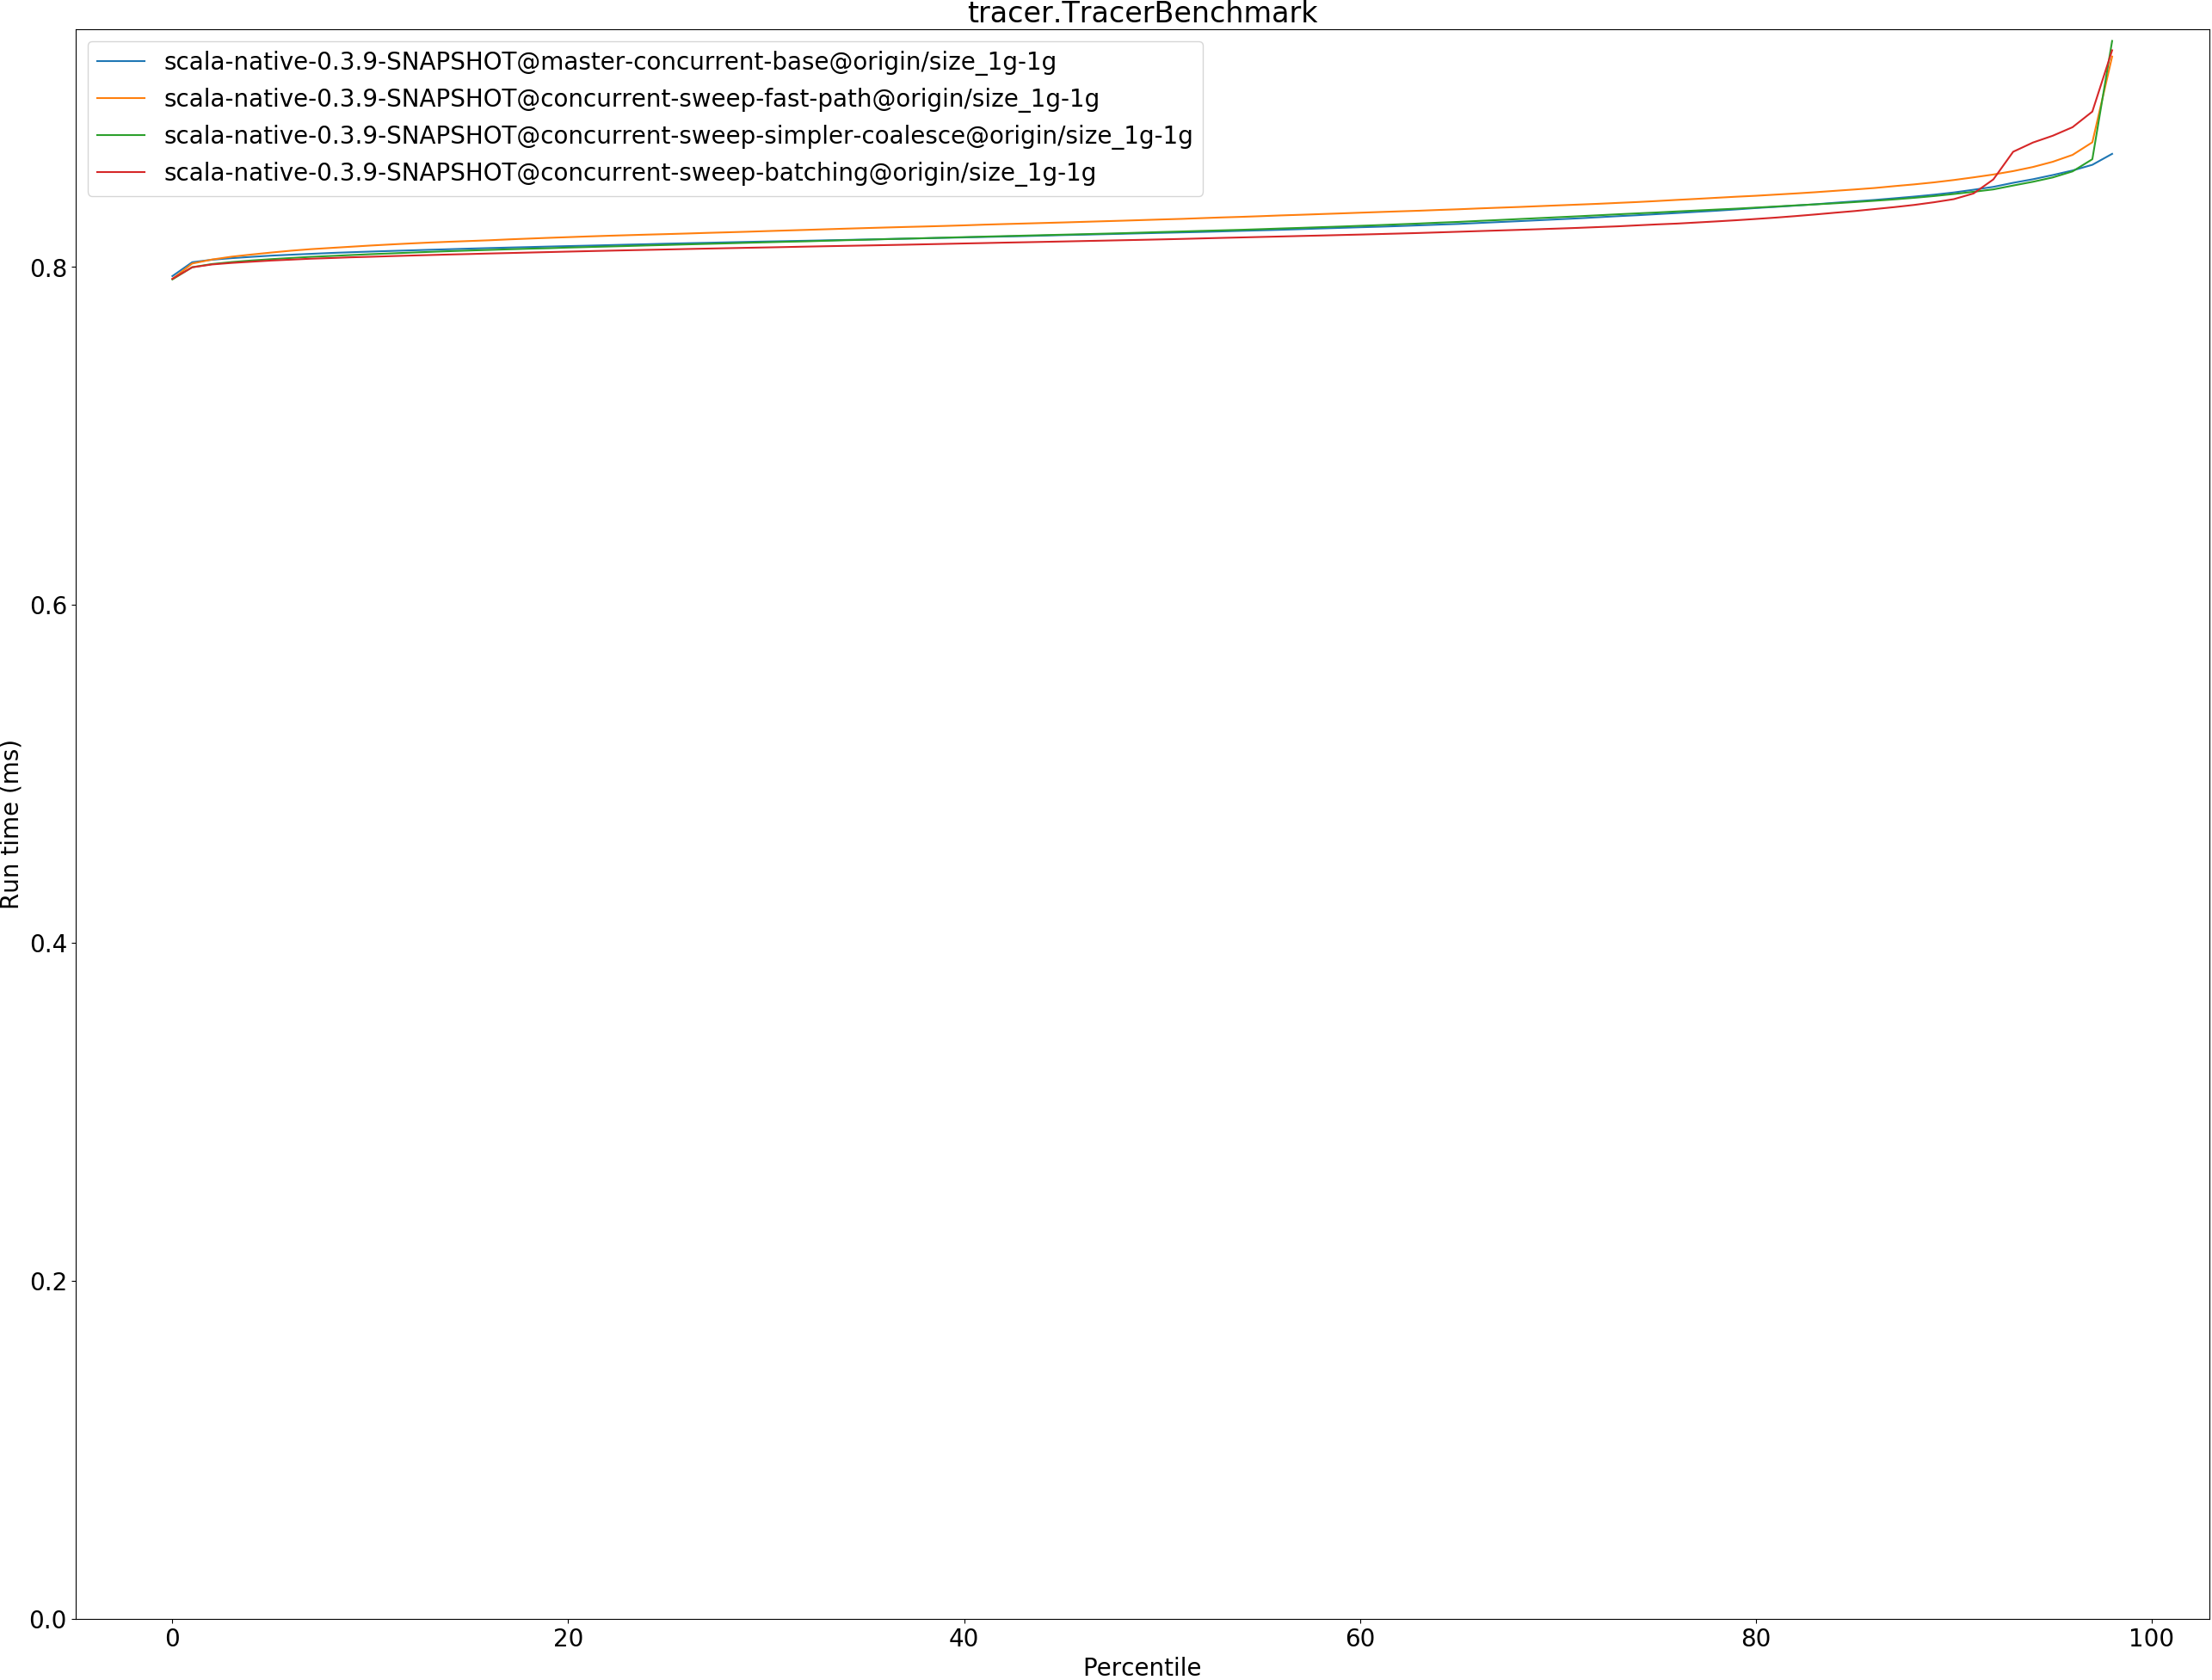 tracer.TracerBenchmark
scala-native-0.3.9-SNAPSHOT@master-concurrent-base@origin/size_1g-1g
scala-native-0.3.9-SNAPSHOT@concurrent-sweep-fast-path@origin/size_1g-1g
scala-native-0.3.9-SNAPSHOT@concurrent-sweep-simpler-coalesce@origin/size_1g-1g
scala-native-0.3.9-SNAPSHOT@concurrent-sweep-batching@origin/size_1g-1g
0.8
0.6
0.4
0.2
0.0
Run time (ms)
0 20 40 60 80 100
Percentile